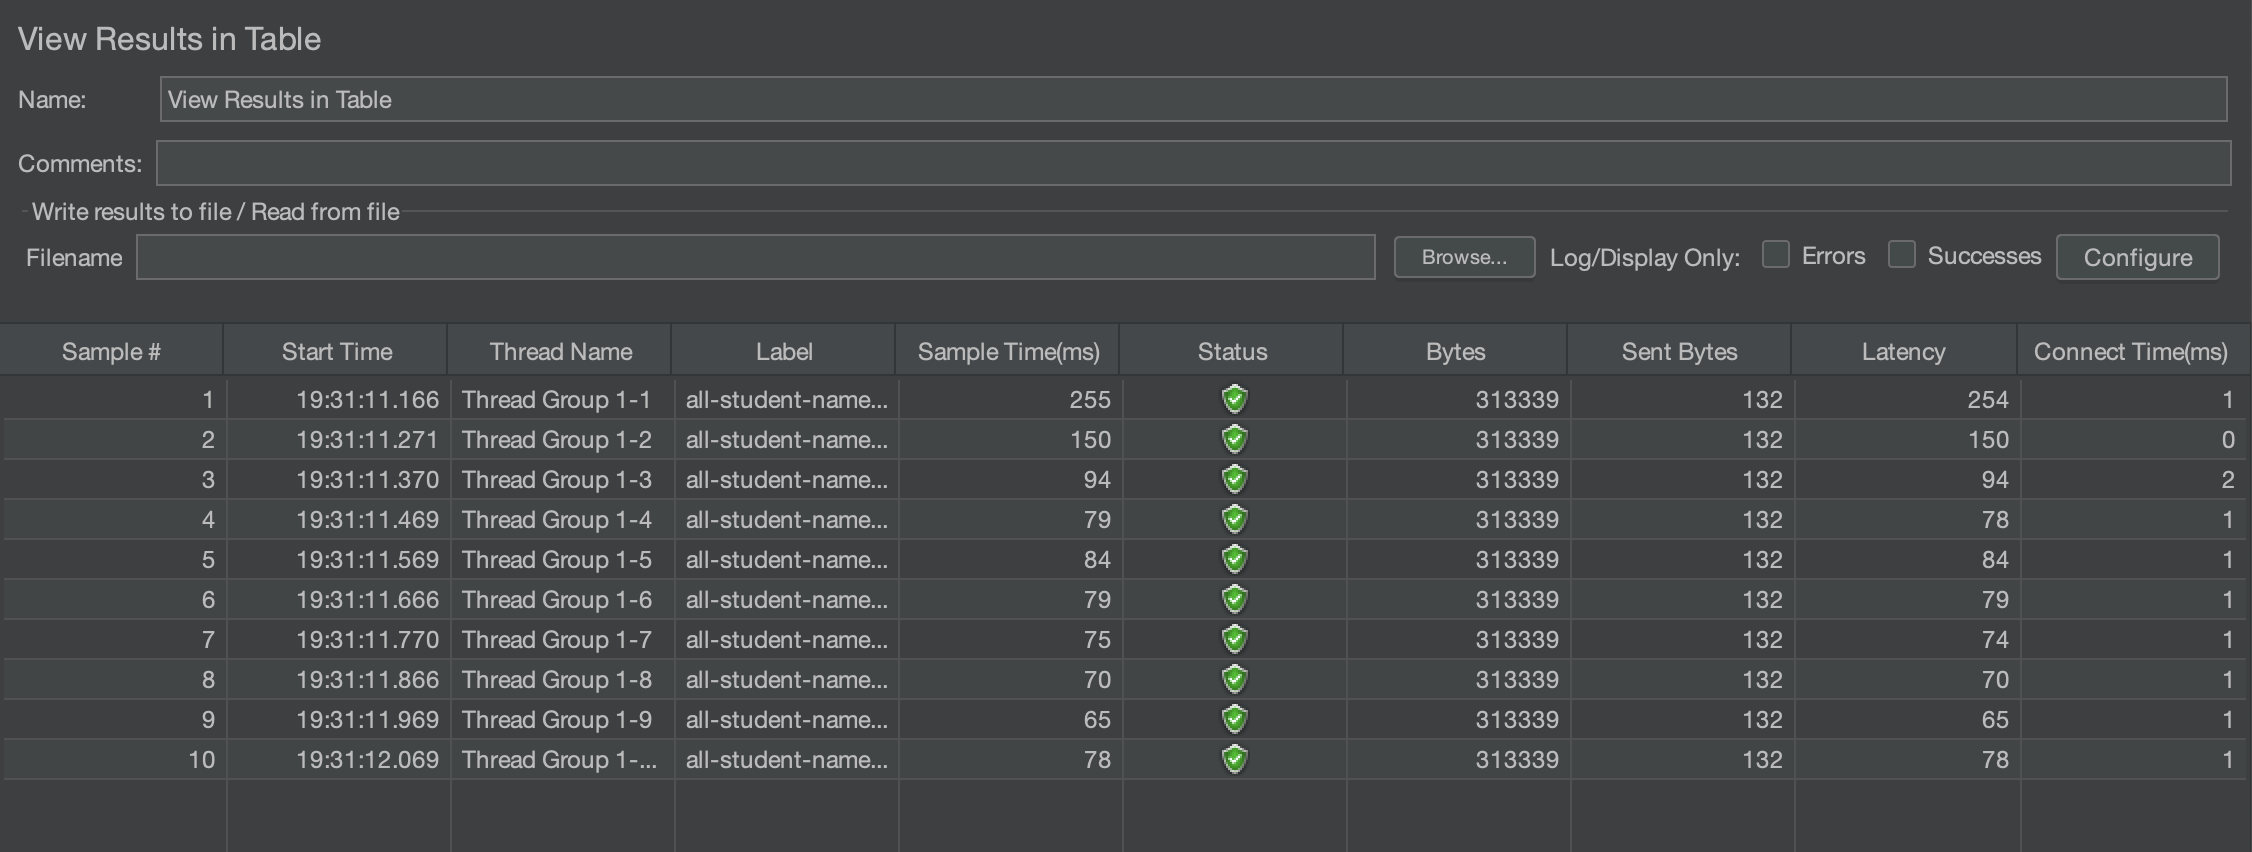 View Results in Table
Name: View Results in Table
Comments:
Write results to file / Read from file
Filename Browse... Log/Display Only: Errors Successes Configure
Sample # Start Time Thread Name Label Sample Time(ms) Status Bytes Sent Bytes Latency Connect Time(ms)
1 19:31:11.166 Thread Group 1-1 all-student-name... 255 313339 132 254 1
2 19:31:11.271 Thread Group 1-2 all-student-name... 150 313339 132 150 0
3 19:31:11.370 Thread Group 1-3 all-student-name... 94 313339 132 94 2
4 19:31:11.469 Thread Group 1-4 all-student-name... 79 313339 132 78 1
5 19:31:11.569 Thread Group 1-5 all-student-name... 84 313339 132 84 1
6 19:31:11.666 Thread Group 1-6 all-student-name... 79 313339 132 79 1
7 19:31:11.770 Thread Group 1-7 all-student-name... 75 313339 132 74 1
8 19:31:11.866 Thread Group 1-8 all-student-name... 70 313339 132 70 1
9 19:31:11.969 Thread Group 1-9 all-student-name... 65 313339 132 65 1
10 19:31:12.069 Thread Group 1-... all-student-name... 78 313339 132 78 1